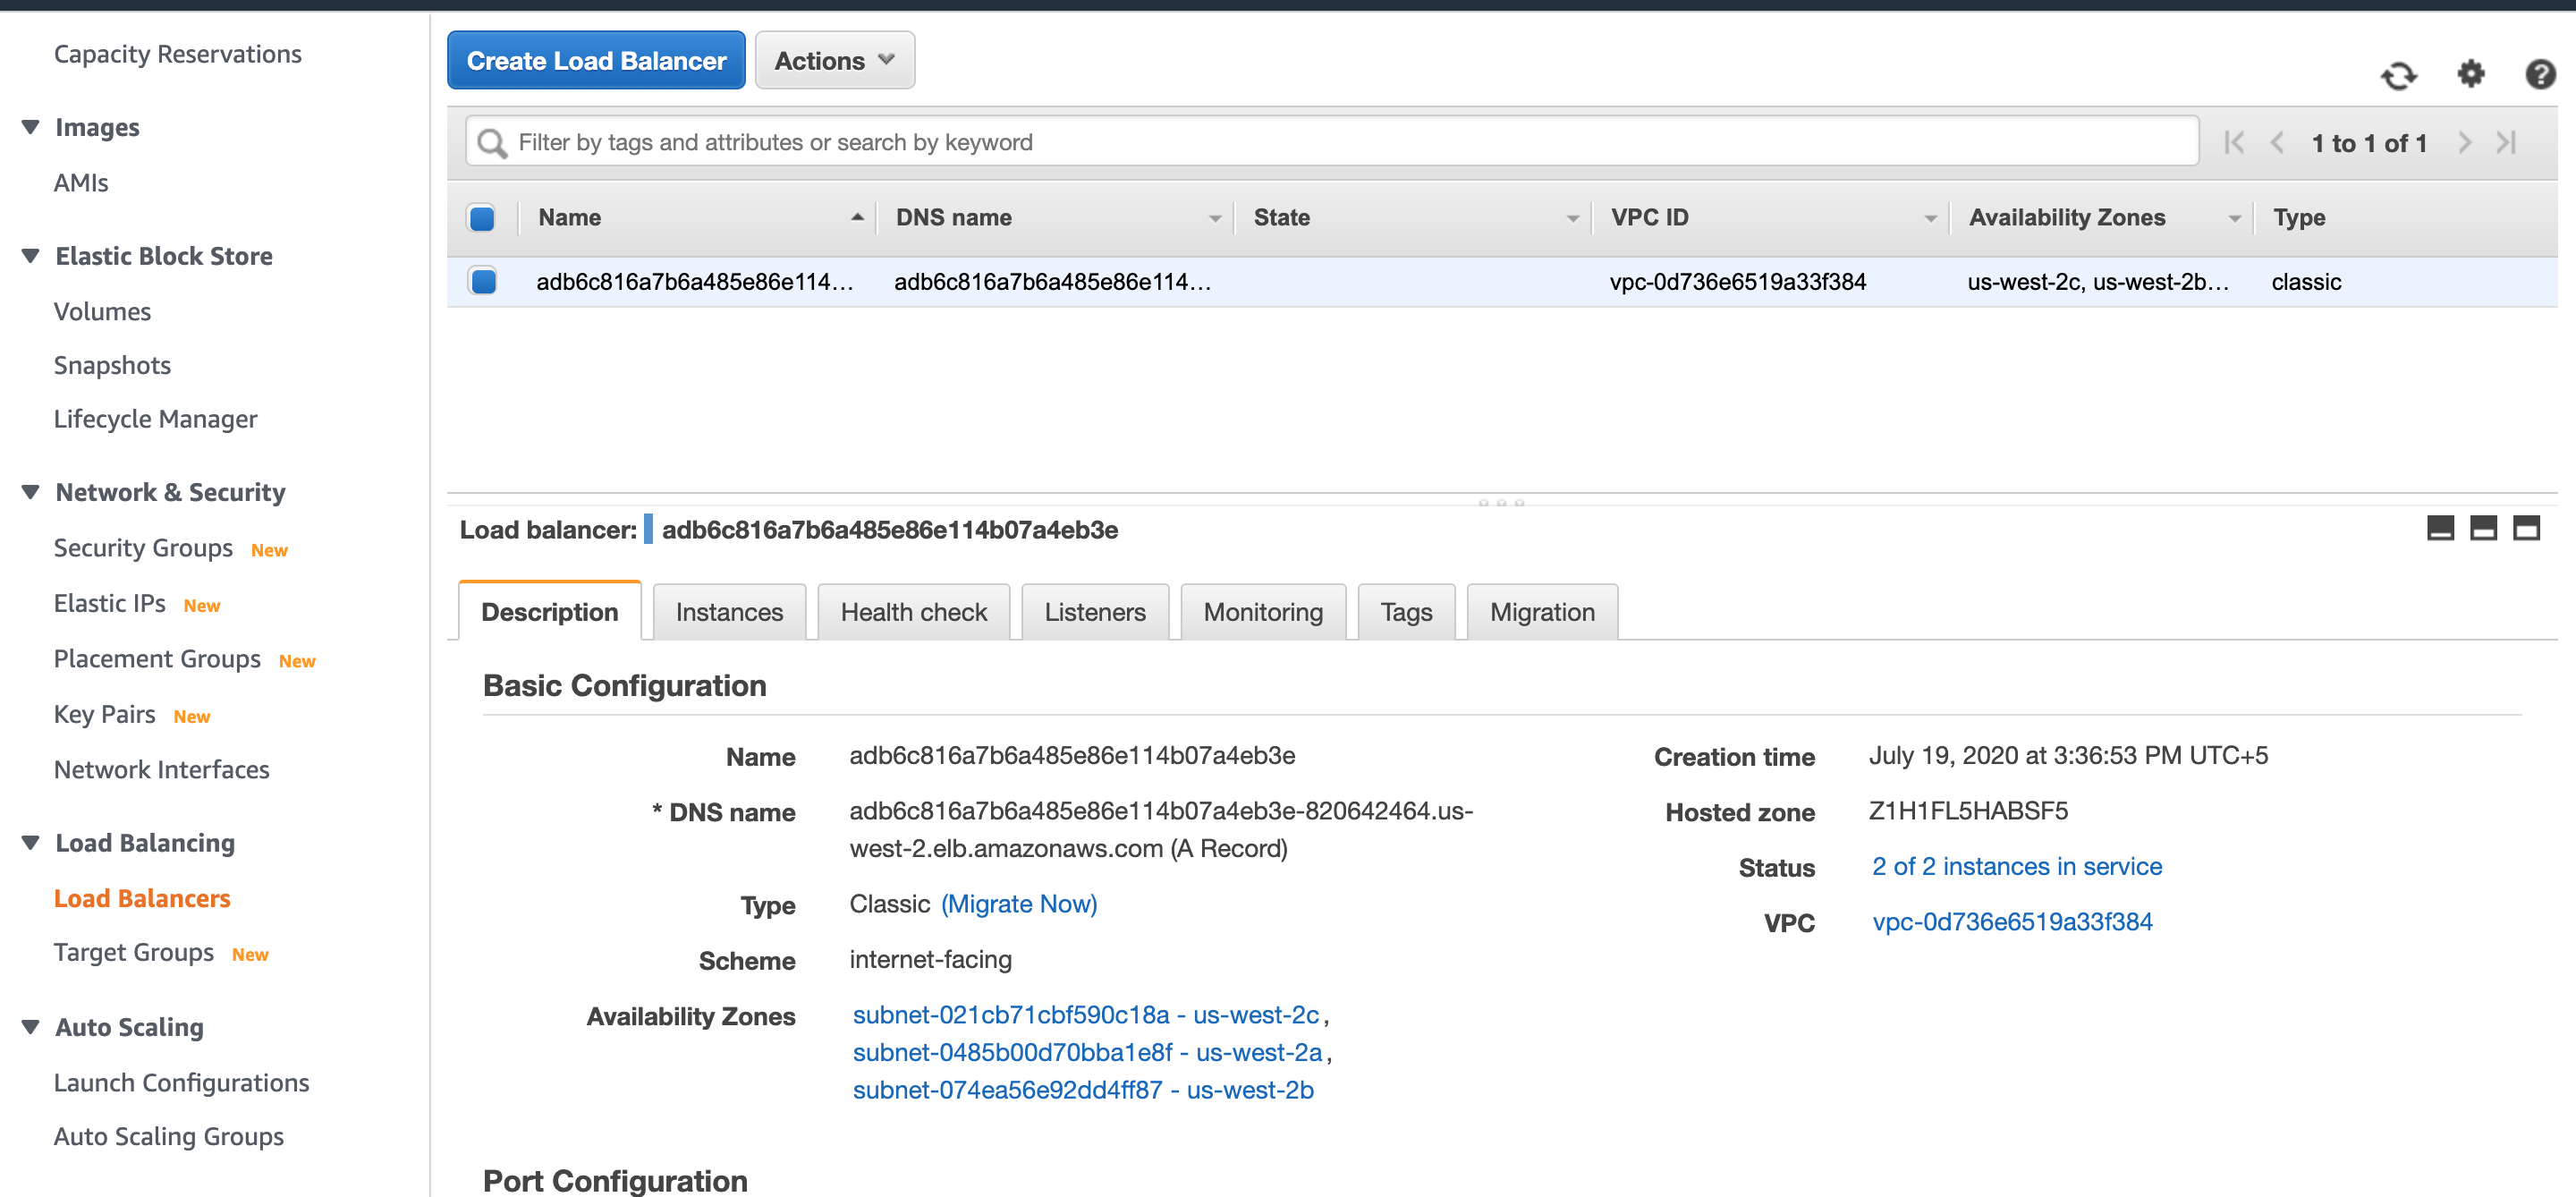 Capacity Reservations
Images
AMIs
Elastic Block Store
Volumes
Snapshots
Lifecycle Manager
Network & Security
Security Groups New
Elastic IPs New
Placement Groups New
Key Pairs New
Network Interfaces
Load Balancing
Load Balancers
Target Groups New
Auto Scaling
Launch Configurations
Auto Scaling Groups
Create Load Balancer Actions
Filter by tags and attributes or search by keyword 1 to 1 of 1
Name DNS name State VPC ID Availability Zones Type
adb6c816a7b6a485e86e114... adb6c816a7b6a485e86e114... vpc-0d736e6519a33f384 us-west-2c, us-west-2b... classic
Load balancer: adb6c816a7b6a485e86e114b07a4eb3e
Description Instances Health check Listeners Monitoring Tags Migration
Basic Configuration
Name adb6c816a7b6a485e86e114b07a4eb3e
* DNS name adb6c816a7b6a485e86e114b07a4eb3e-820642464.us-
west-2.elb.amazonaws.com (A Record)
Type Classic (Migrate Now)
Scheme internet-facing
Availability Zones subnet-021cb71cbf590c18a - us-west-2c,
subnet-0485b00d70bba1e8f - us-west-2a,
subnet-074ea56e92dd4ff87 - us-west-2b
Creation time July 19, 2020 at 3:36:53 PM UTC+5
Hosted zone Z1H1FL5HABSF5
Status 2 of 2 instances in service
VPC vpc-0d736e6519a33f384
Port Configuration